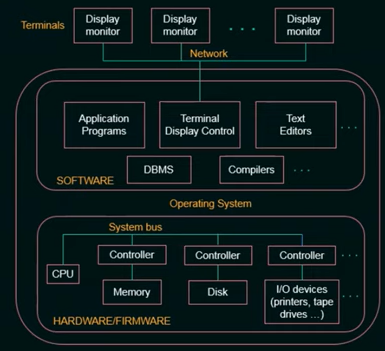 Terminals
Display
monitor
Display
monitor
. . .
Display
monitor
Network
Application
Programs
Terminal
Display Control
Text
Editors
. . .
DBMS
Compilers
. . .
SOFTWARE
Operating System
System bus
CPU
Controller
Controller
Controller
. . .
Memory
Disk
I/O devices
(printers, tape
drives ...)
. . .
HARDWARE/FIRMWARE